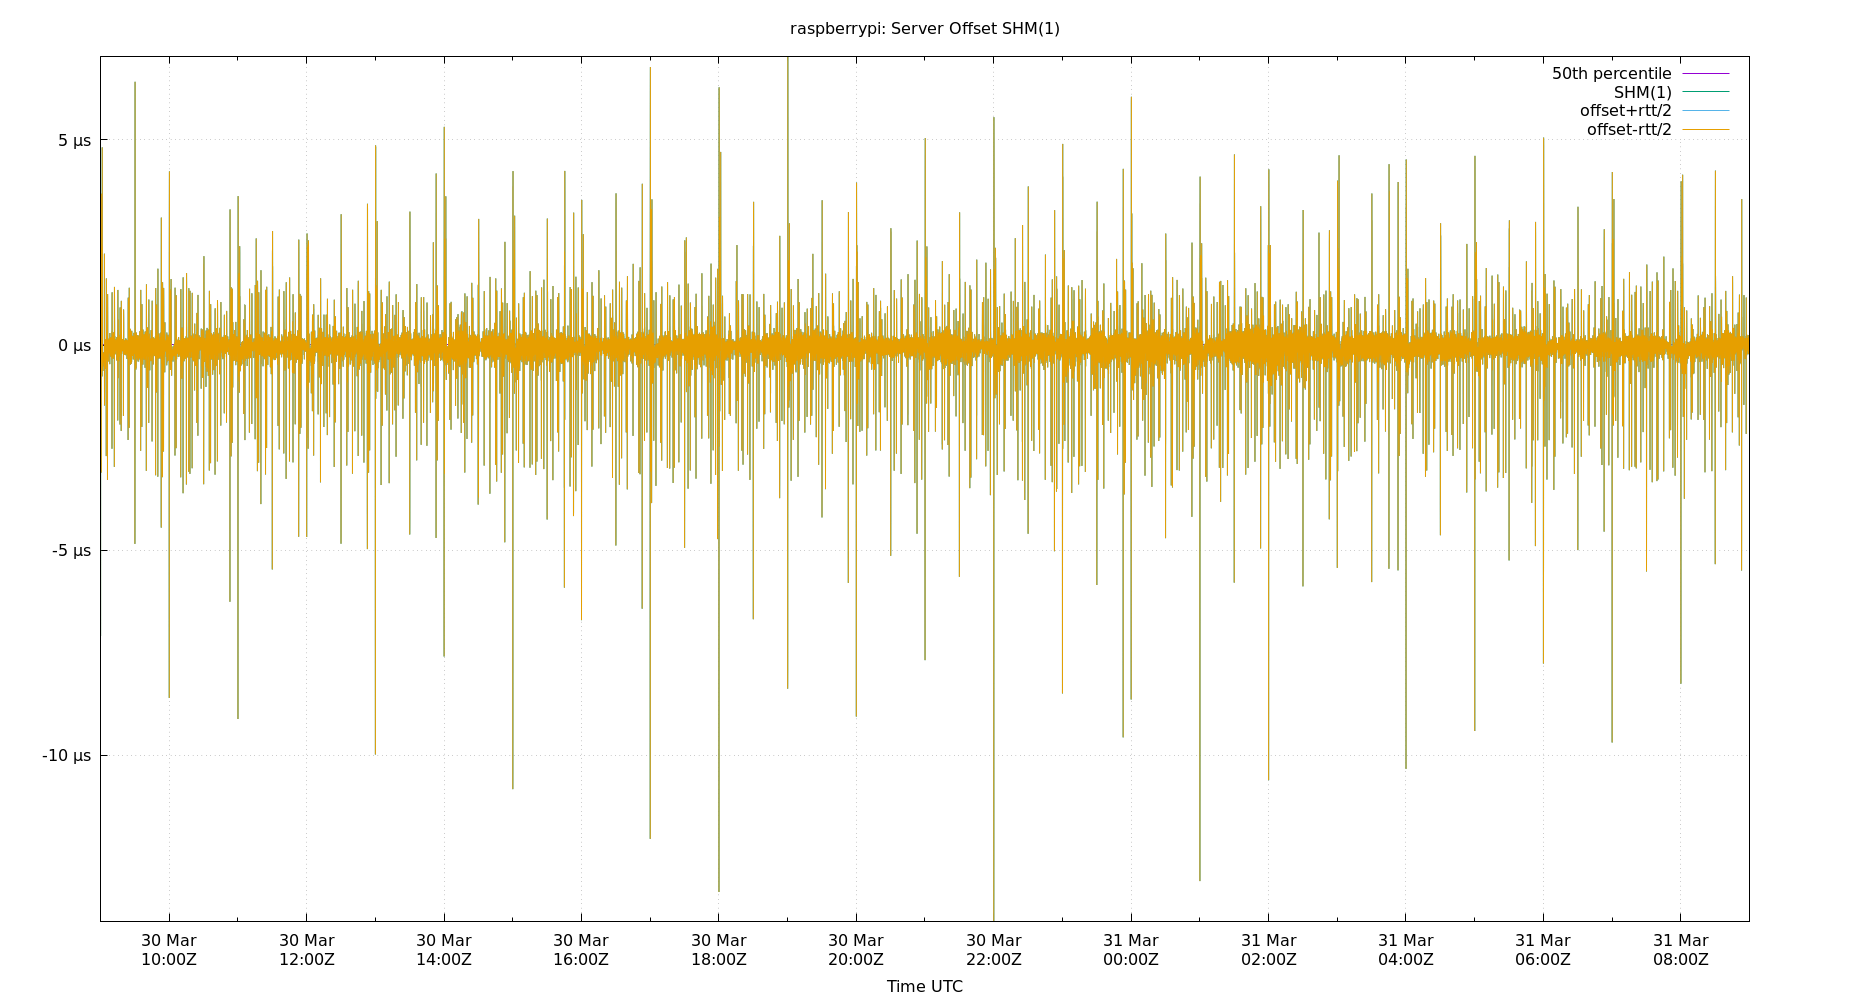 raspberrypi: Server Offset SHM(1)
50th percentile
SHM(1)
offset+rtt/2
offset-rtt/2
5 µs
0 µs
-5 µs
-10 µs
30 Mar 30 Mar 30 Mar 30 Mar 30 Mar 30 Mar 30 Mar 31 Mar 31 Mar 31 Mar 31 Mar 31 Mar
10:00Z 12:00Z 14:00Z 16:00Z 18:00Z 20:00Z 22:00Z 00:00Z 02:00Z 04:00Z 06:00Z 08:00Z
Time UTC